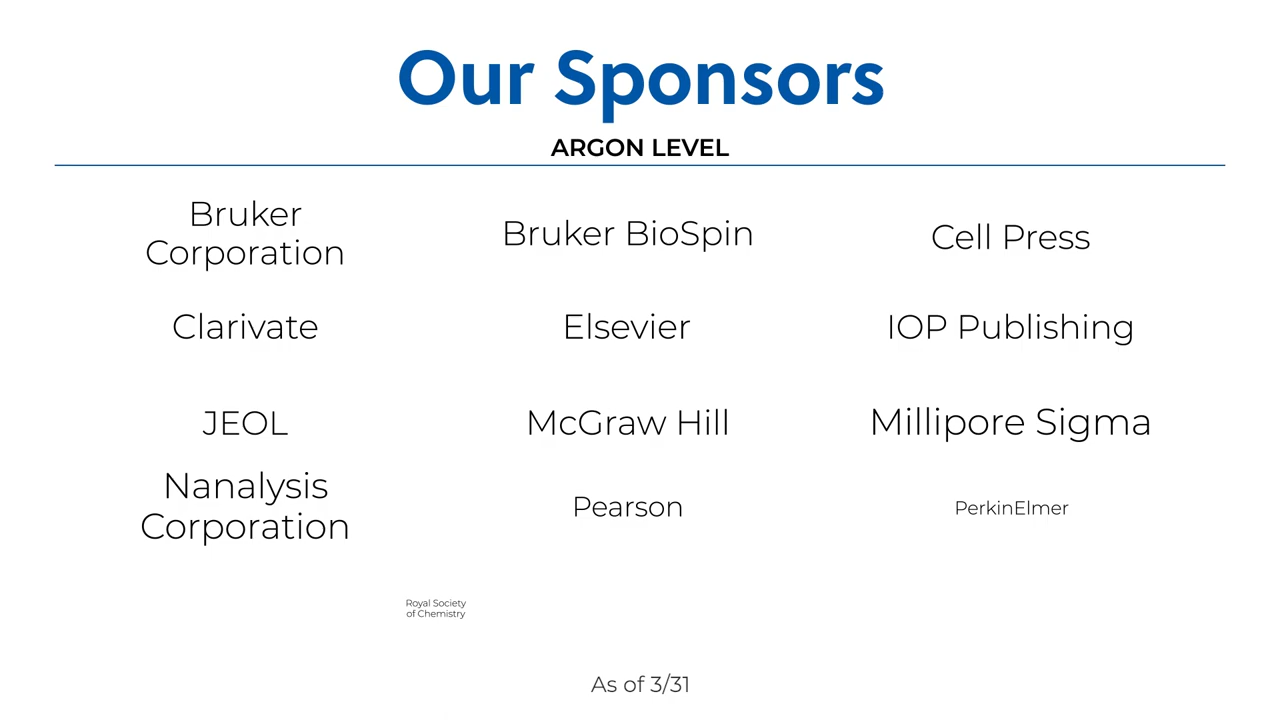 Our Sponsors
ARGON LEVEL
Bruker
Corporation
Bruker BioSpin
Cell Press
Clarivate
Elsevier
IOP Publishing
JEOL
McGraw Hill
Millipore Sigma
Nanalysis
Corporation
Pearson
PerkinElmer
Royal Society
of Chemistry
As of 3/31